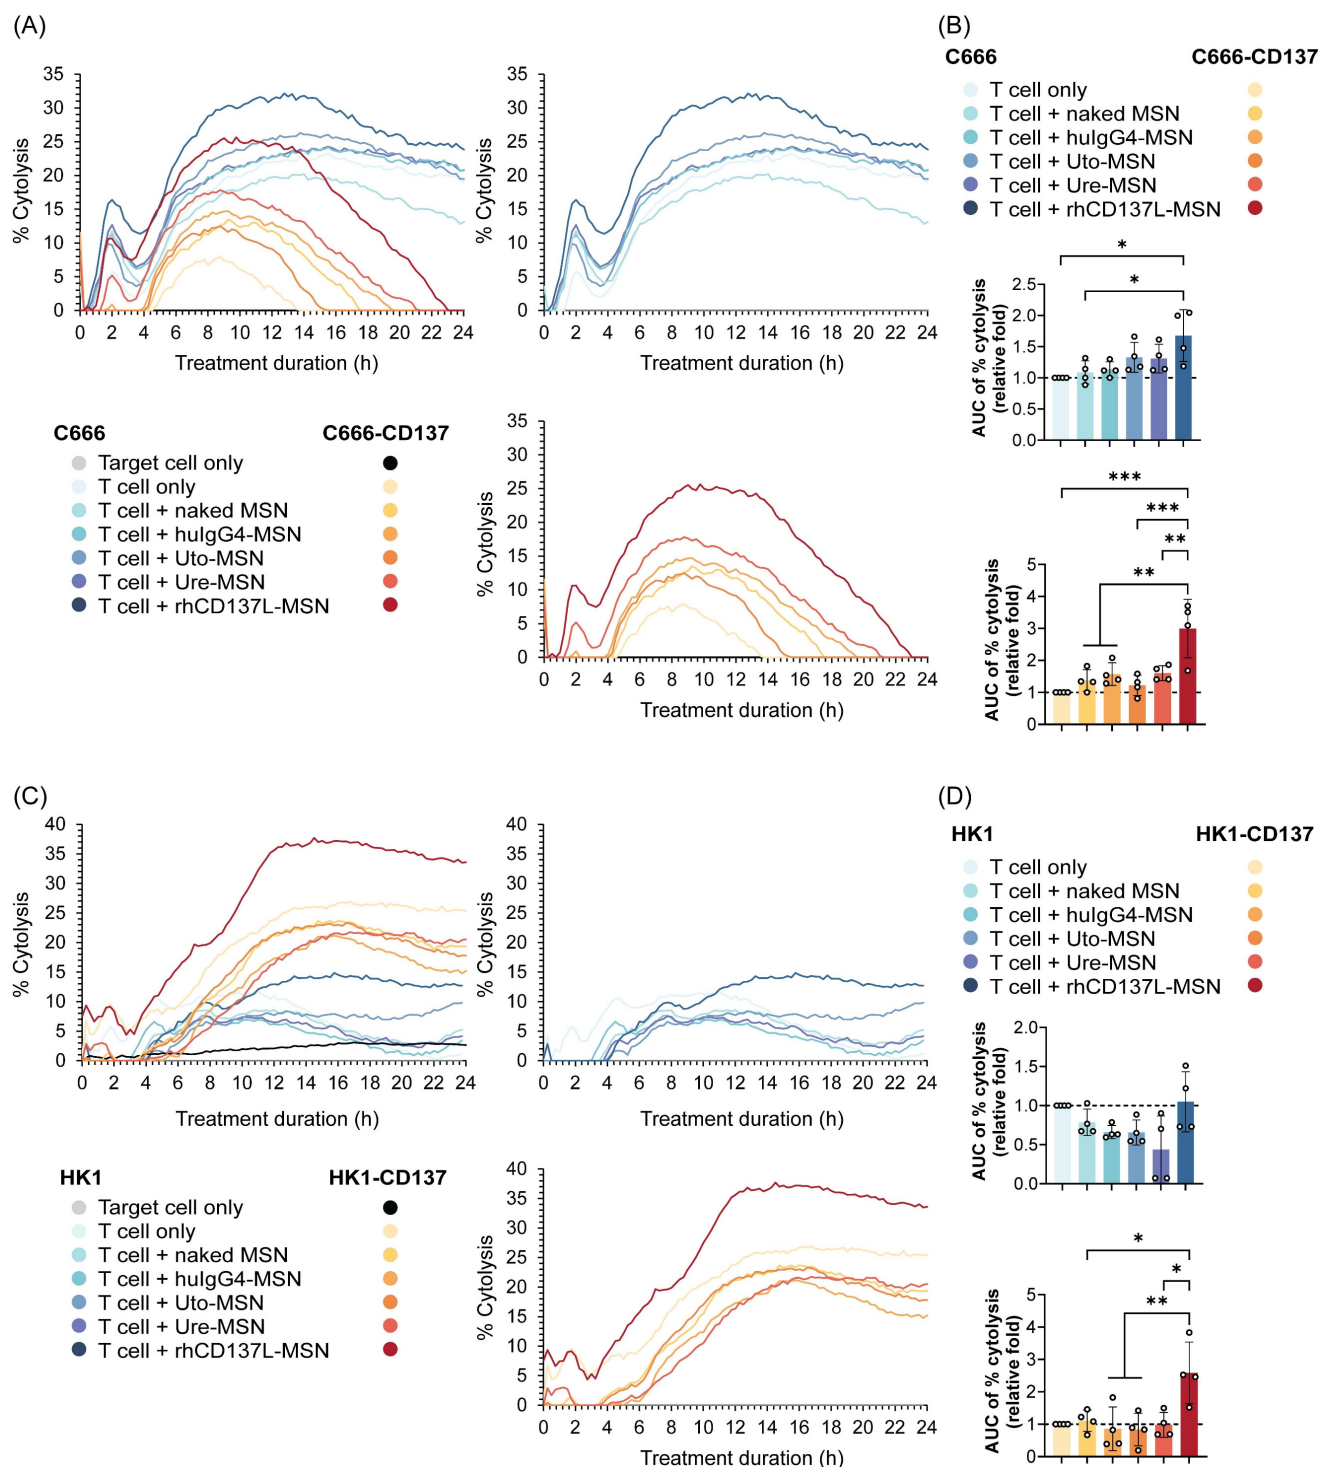 (A)
35
30
25
20
15
10
5
0
% Cytolysis
0 2 4 6 8 10 12 14 16 18 20 22 24
Treatment duration (h)
35
30
25
20
15
10
5
0
% Cytolysis
0 2 4 6 8 10 12 14 16 18 20 22 24
Treatment duration (h)
C666 C666-CD137
Target cell only
T cell only
T cell + naked MSN
T cell + huIgG4-MSN
T cell + Uto-MSN
T cell + Ure-MSN
T cell + rhCD137L-MSN
35
30
25
20
15
10
5
0
% Cytolysis
0 2 4 6 8 10 12 14 16 18 20 22 24
Treatment duration (h)
(B)
C666 C666-CD137
T cell only
T cell + naked MSN
T cell + huIgG4-MSN
T cell + Uto-MSN
T cell + Ure-MSN
T cell + rhCD137L-MSN
*
*
2.5
2.0
1.5
1.0
0.5
0.0
AUC of % cytolysis
(relative fold)
***
***
**
**
5
4
3
2
1
0
AUC of % cytolysis
(relative fold)
(C)
40
35
30
25
20
15
10
5
0
% Cytolysis
0 2 4 6 8 10 12 14 16 18 20 22 24
Treatment duration (h)
40
35
30
25
20
15
10
5
0
% Cytolysis
0 2 4 6 8 10 12 14 16 18 20 22 24
Treatment duration (h)
HK1 HK1-CD137
Target cell only
T cell only
T cell + naked MSN
T cell + huIgG4-MSN
T cell + Uto-MSN
T cell + Ure-MSN
T cell + rhCD137L-MSN
40
35
30
25
20
15
10
5
0
% Cytolysis
0 2 4 6 8 10 12 14 16 18 20 22 24
Treatment duration (h)
(D)
HK1 HK1-CD137
T cell only
T cell + naked MSN
T cell + huIgG4-MSN
T cell + Uto-MSN
T cell + Ure-MSN
T cell + rhCD137L-MSN
2.0
1.5
1.0
0.5
0.0
AUC of % cytolysis
(relative fold)
*
*
**
5
4
3
2
1
0
AUC of % cytolysis
(relative fold)